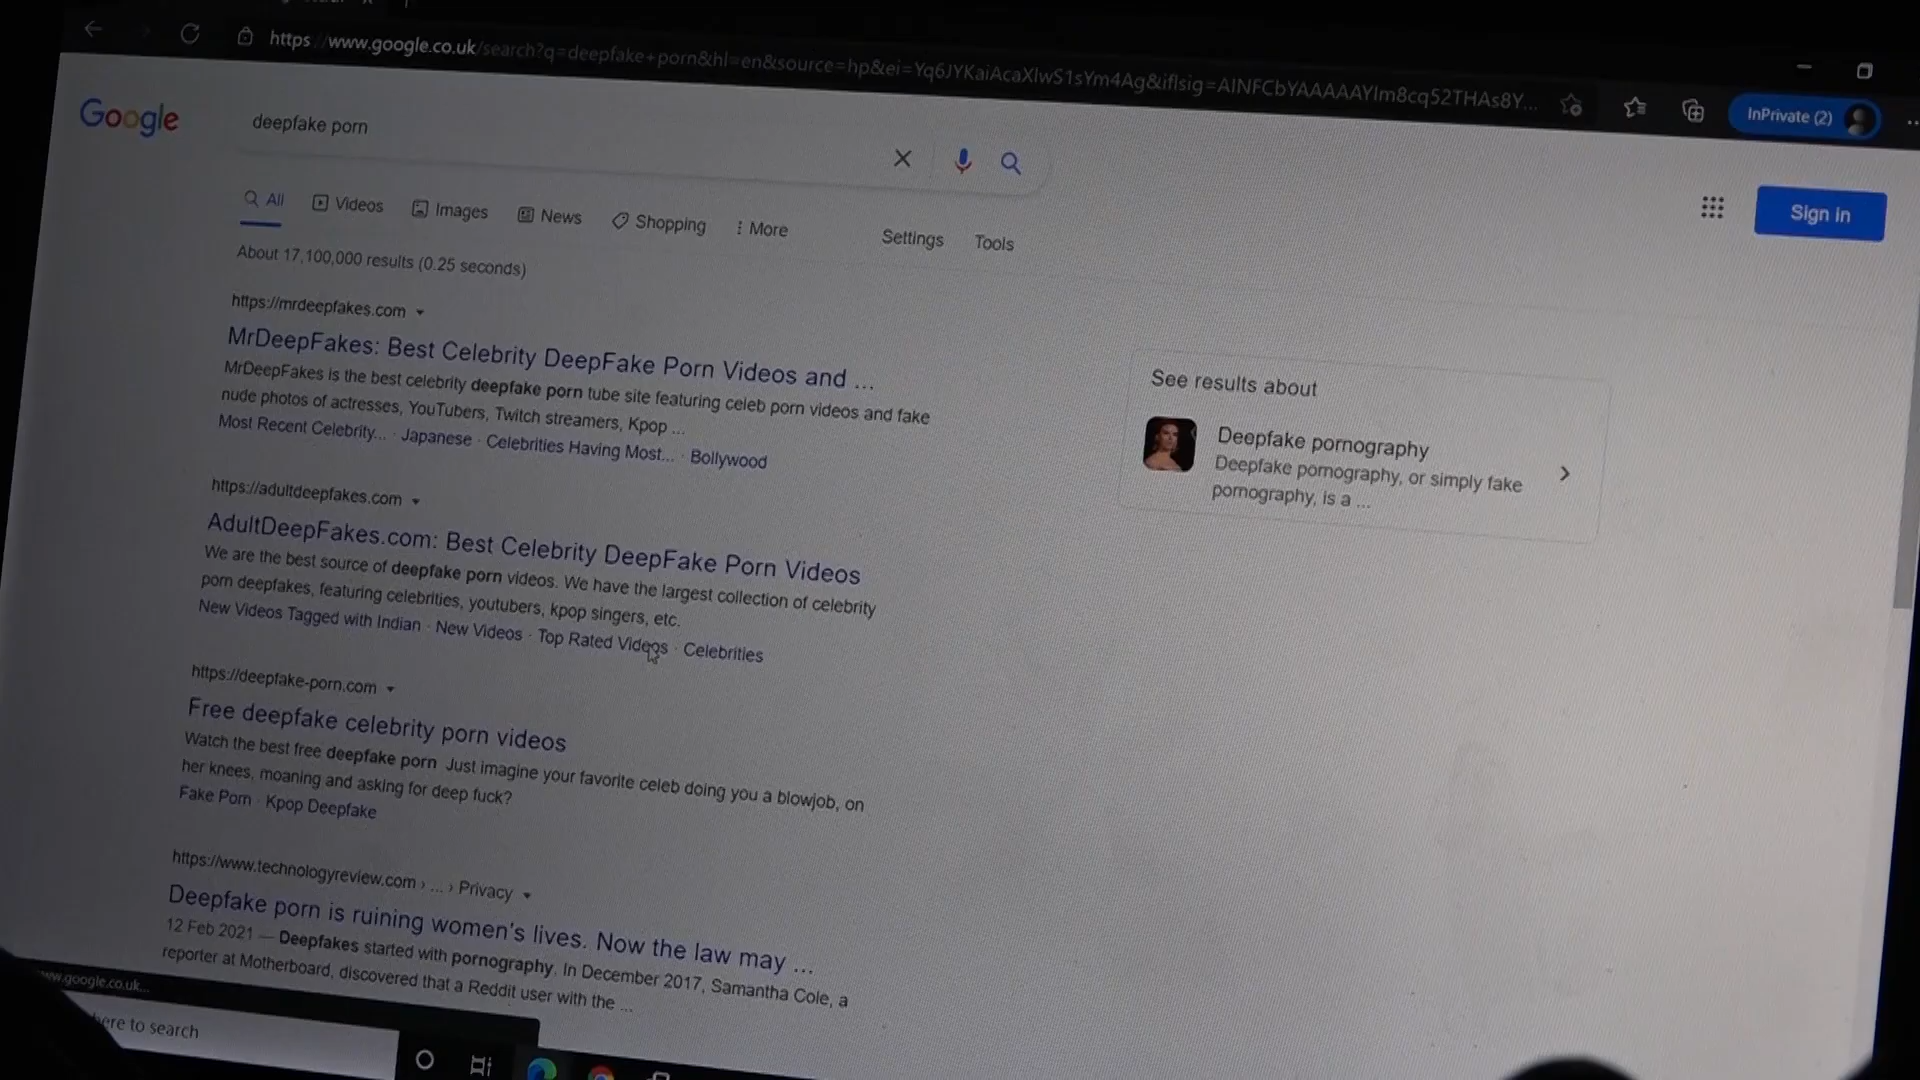 https://www.google.co.uk/search?q=deepfake+porn&hl=en&source=hp&ei=Yq6JYKaiAcaXlwS1sYm4Ag&iflsig=AINFCbYAAAAAYIm8cq52THAs8Y...
InPrivate (2)
Google
deepfake porn
All
Videos
Images
News
Shopping
More
Settings
Tools
Sign in
About 17,100,000 results (0.25 seconds)
https://mrdeepfakes.com
MrDeepFakes: Best Celebrity DeepFake Porn Videos and ...
MrDeepFakes is the best celebrity deepfake porn tube site featuring celeb porn videos and fake
nude photos of actresses, YouTubers, Twitch streamers, Kpop ...
Most Recent Celebrity... · Japanese · Celebrities Having Most... · Bollywood
See results about
Deepfake pornography
Deepfake pornography, or simply fake
pornography, is a ...
https://adultdeepfakes.com
AdultDeepFakes.com: Best Celebrity DeepFake Porn Videos
We are the best source of deepfake porn videos. We have the largest collection of celebrity
porn deepfakes, featuring celebrities, youtubers, kpop singers, etc.
New Videos Tagged with Indian · New Videos · Top Rated Videos · Celebrities
https://deepfake-porn.com
Free deepfake celebrity porn videos
Watch the best free deepfake porn Just imagine your favorite celeb doing you a blowjob, on
her knees, moaning and asking for deep fuck?
Fake Porn · Kpop Deepfake
https://www.technologyreview.com › ... › Privacy
Deepfake porn is ruining women's lives. Now the law may ...
12 Feb 2021 — Deepfakes started with pornography. In December 2017, Samantha Cole, a
reporter at Motherboard, discovered that a Reddit user with the ...
www.google.co.uk...
here to search